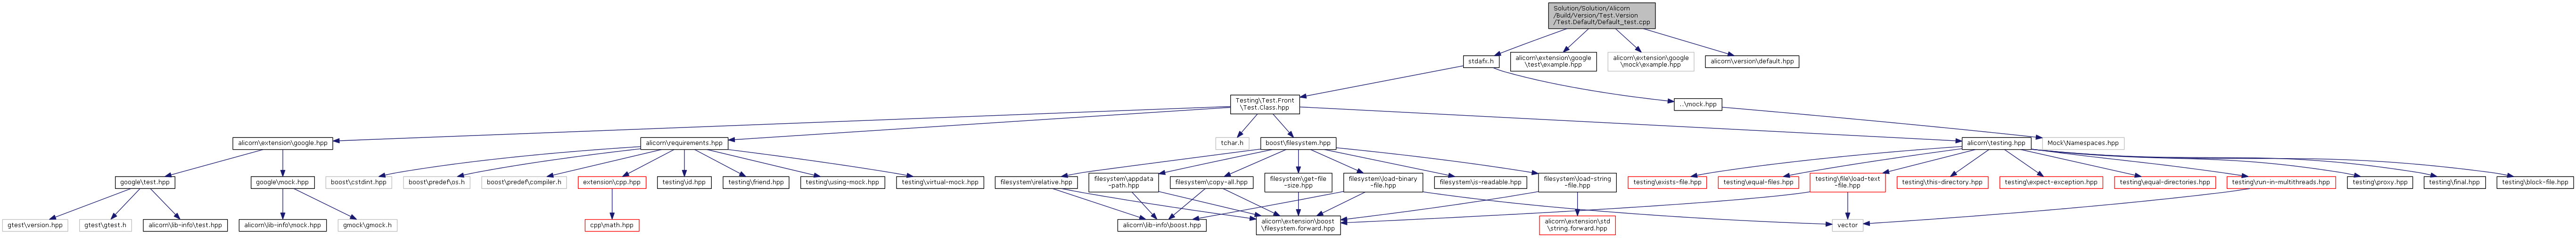 Solution/Solution/Alicorn
/Build/Version/Test.Version
/Test.Default/Default_test.cpp
stdafx.h
alicorn\extension\google
\test\example.hpp
alicorn\extension\google
\mock\example.hpp
alicorn\version\default.hpp
Testing\Test.Front
\Test.Class.hpp
..\mock.hpp
alicorn\extension\google.hpp
alicorn\requirements.hpp
tchar.h
boost\filesystem.hpp
alicorn\testing.hpp
Mock\Namespaces.hpp
google\test.hpp
google\mock.hpp
boost\cstdint.hpp
boost\predef\os.h
boost\predef\compiler.h
extension\cpp.hpp
testing\id.hpp
testing\friend.hpp
testing\using-mock.hpp
testing\virtual-mock.hpp
filesystem\relative.hpp
filesystem\appdata
-path.hpp
filesystem\copy-all.hpp
filesystem\get-file
-size.hpp
filesystem\load-binary
-file.hpp
filesystem\is-readable.hpp
filesystem\load-string
-file.hpp
testing\exists-file.hpp
testing\equal-files.hpp
testing\file\load-text
-file.hpp
testing\this-directory.hpp
testing\expect-exception.hpp
testing\equal-directories.hpp
testing\run-in-multithreads.hpp
testing\proxy.hpp
testing\final.hpp
testing\block-file.hpp
gtest\version.hpp
gtest\gtest.h
alicorn\lib-info\test.hpp
alicorn\lib-info\mock.hpp
gmock\gmock.h
cpp\math.hpp
alicorn\lib-info\boost.hpp
alicorn\extension\boost
\filesystem.forward.hpp
alicorn\extension\std
\string.forward.hpp
vector